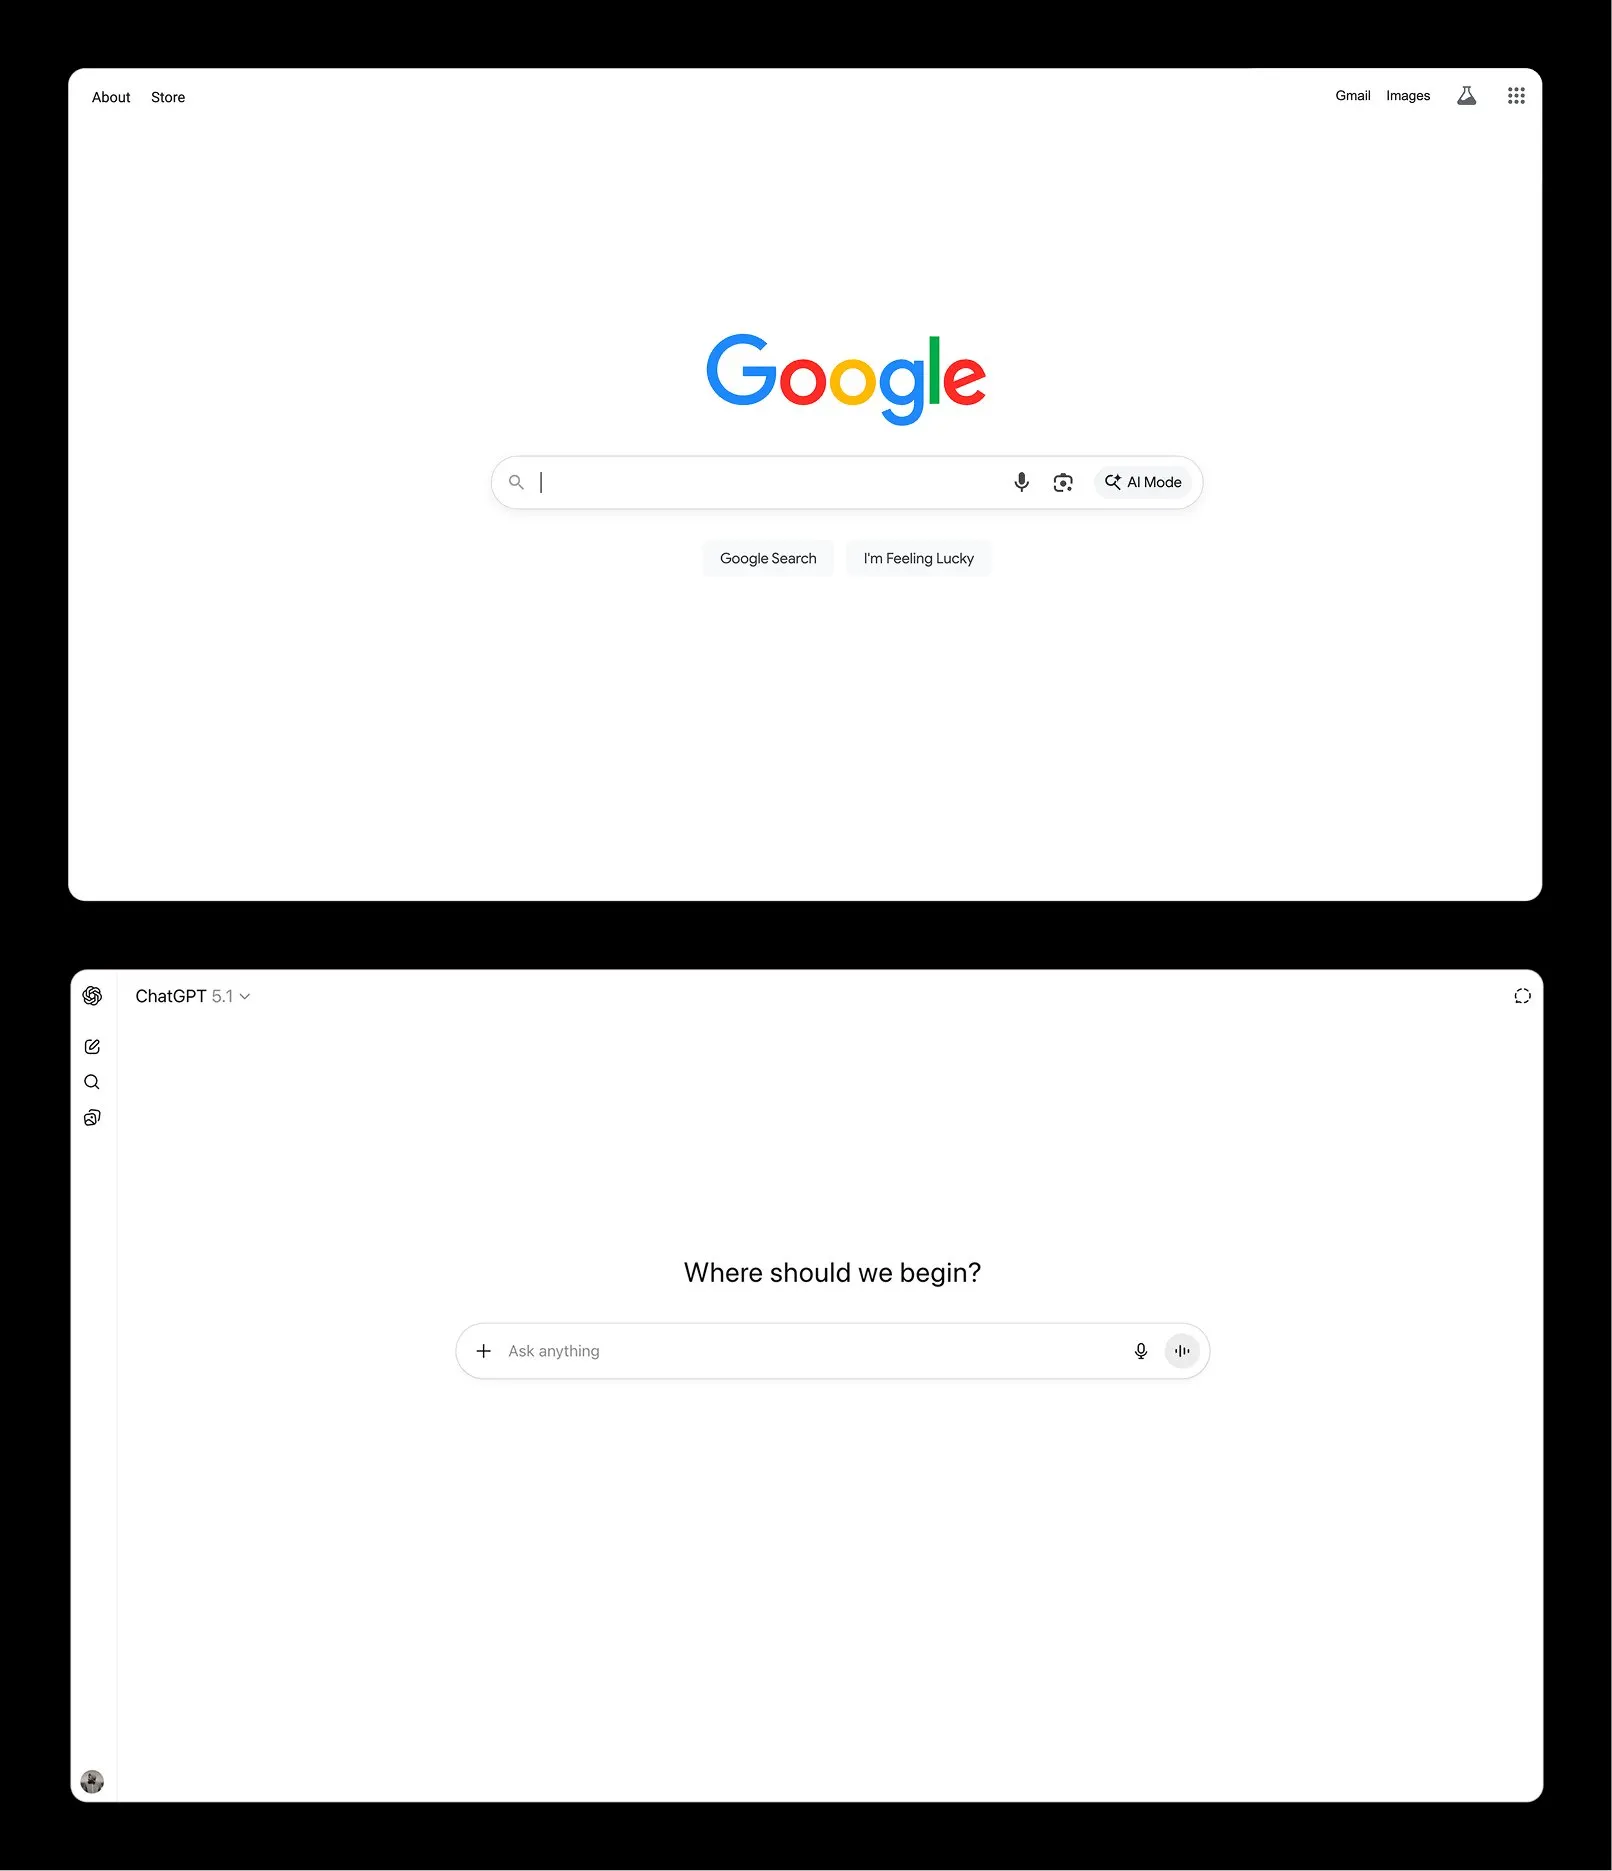 About Store
Gmail Images
Google
AI Mode
Google Search I'm Feeling Lucky
ChatGPT 5.1
Where should we begin?
Ask anything